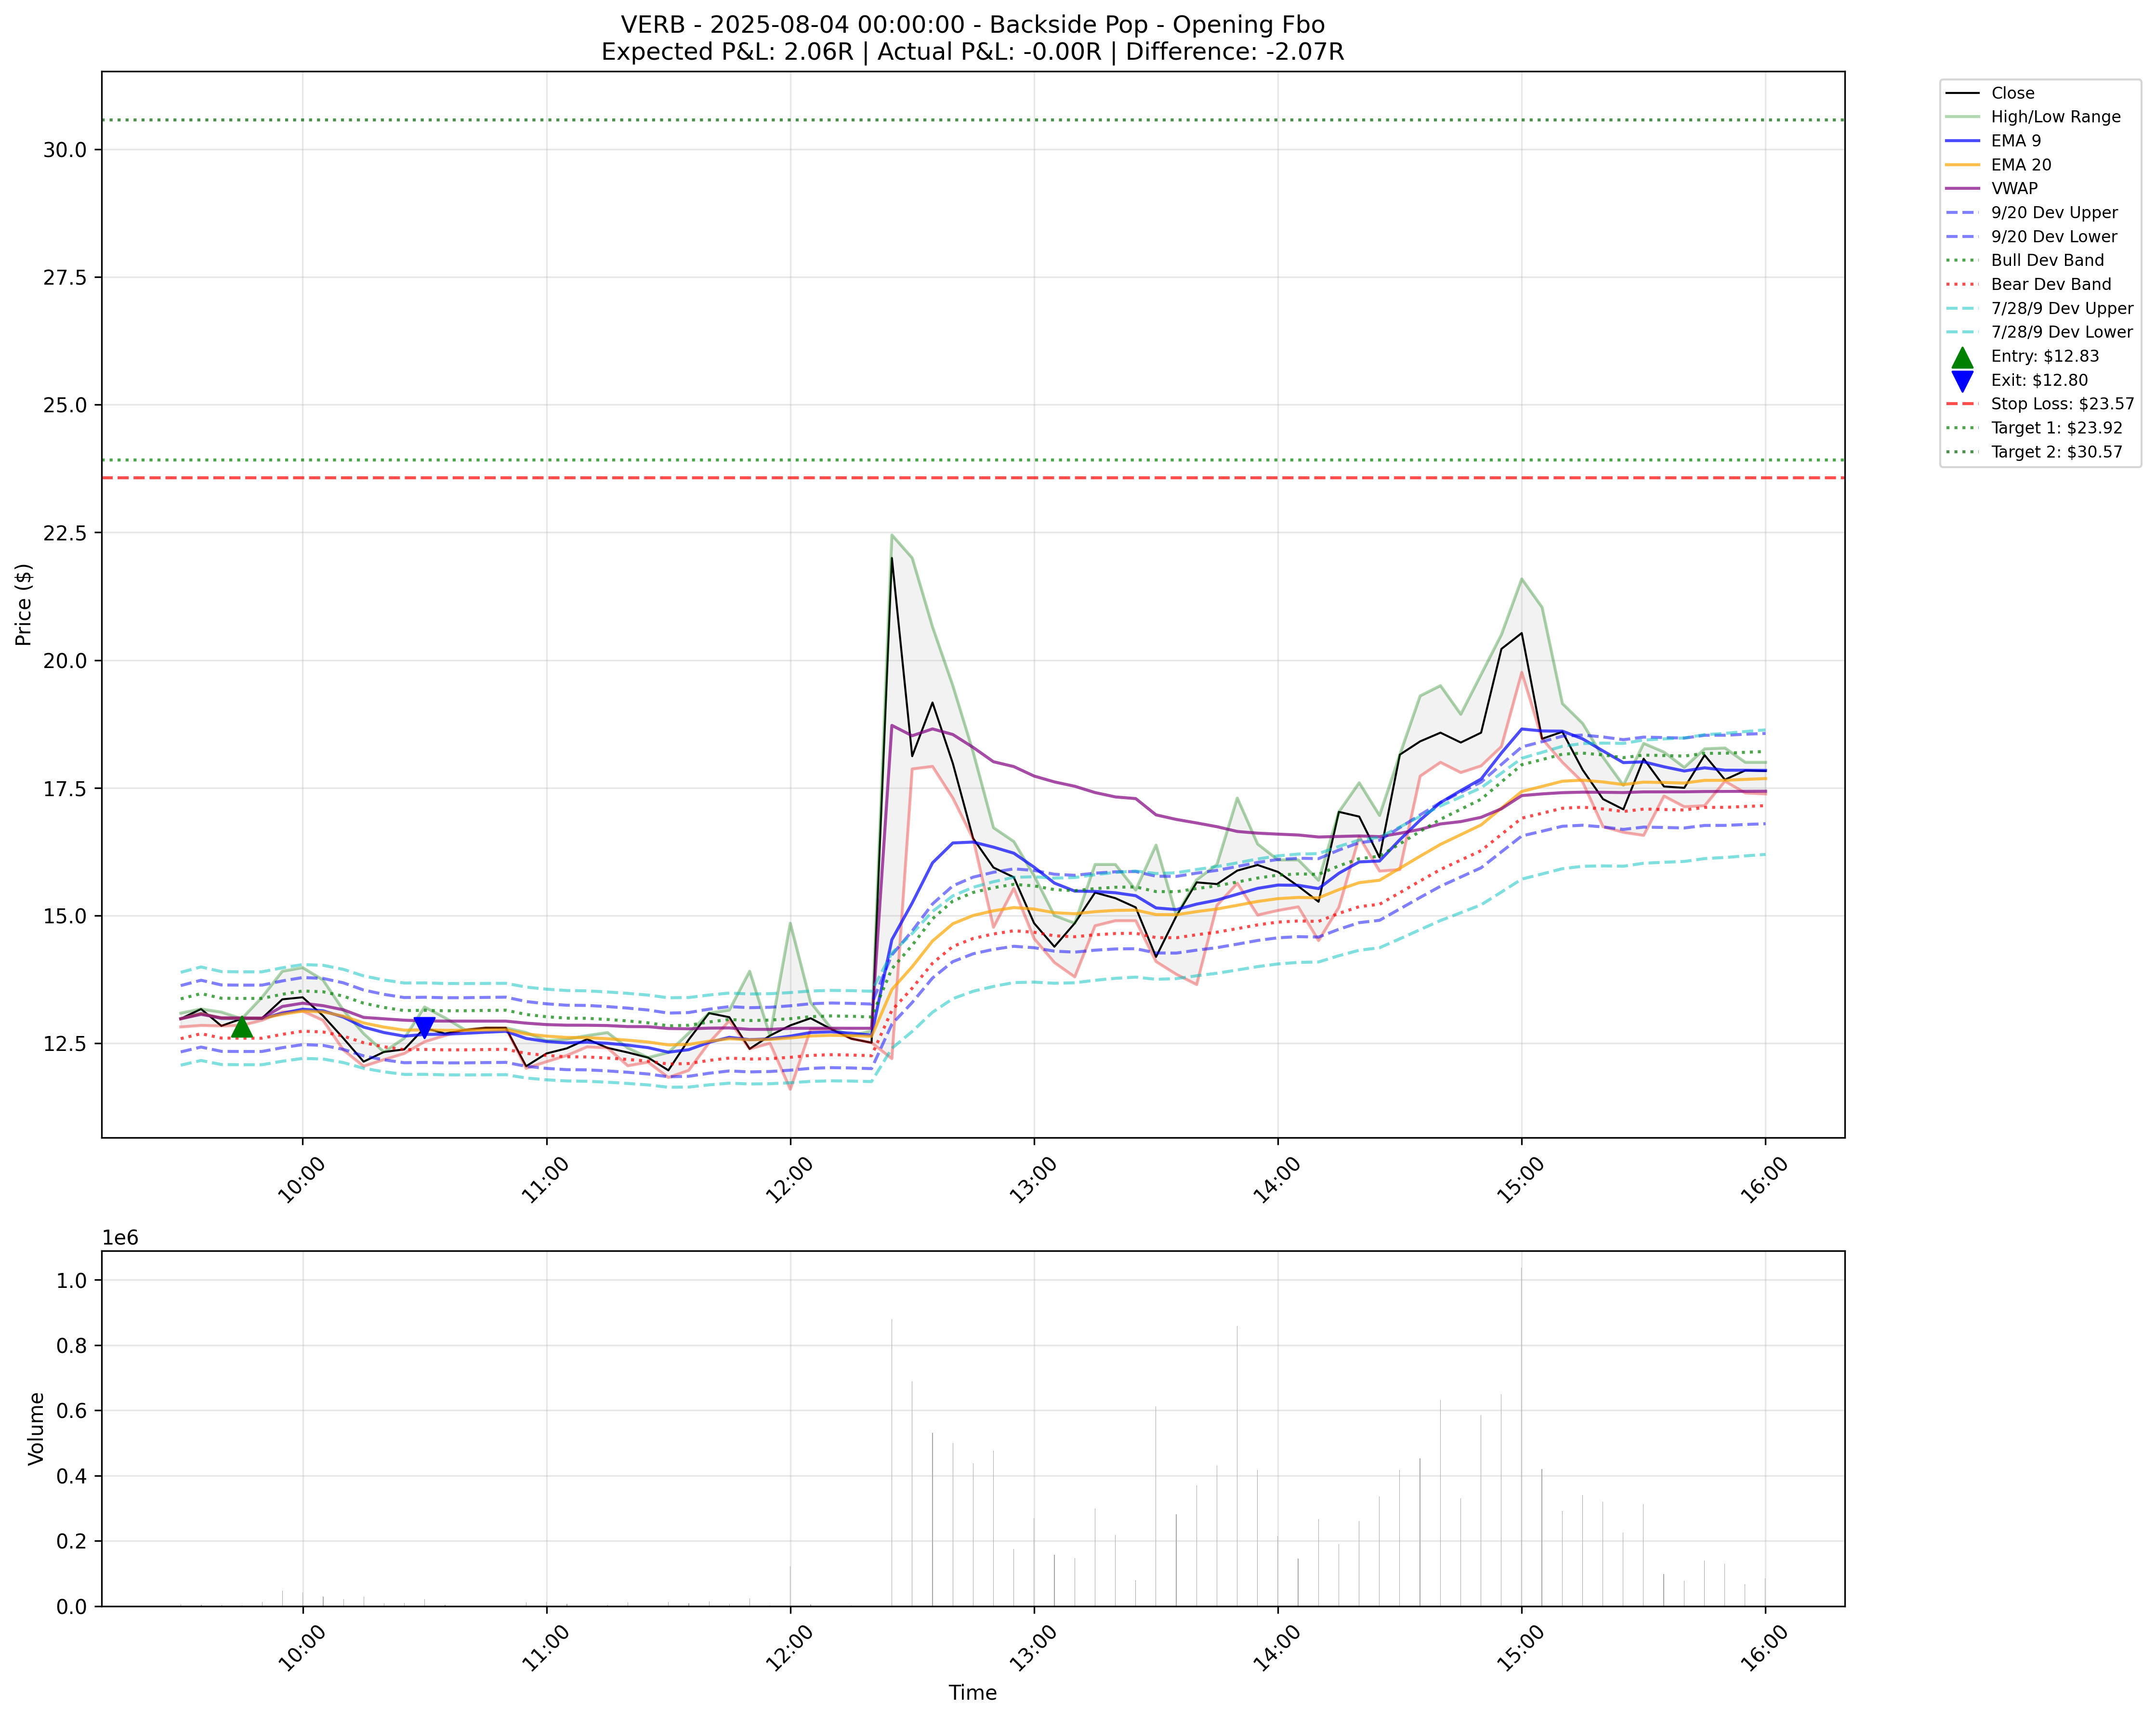 VERB - 2025-08-04 00:00:00 - Backside Pop - Opening Fbo
Expected P&L: 2.06R | Actual P&L: -0.00R | Difference: -2.07R
Price ($)
30.0
27.5
25.0
22.5
20.0
17.5
15.0
12.5
10:00
11:00
12:00
13:00
14:00
15:00
16:00
Close
High/Low Range
EMA 9
EMA 20
VWAP
9/20 Dev Upper
9/20 Dev Lower
Bull Dev Band
Bear Dev Band
7/28/9 Dev Upper
7/28/9 Dev Lower
Entry: $12.83
Exit: $12.80
Stop Loss: $23.57
Target 1: $23.92
Target 2: $30.57
1e6
Volume
1.0
0.8
0.6
0.4
0.2
0.0
10:00
11:00
12:00
13:00
14:00
15:00
16:00
Time